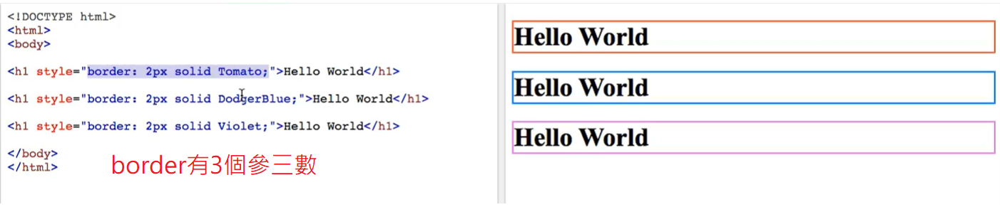 <!DOCTYPE html>
<html>
<body>
<h1 style="border: 2px solid Tomato;">Hello World</h1>
<h1 style="border: 2px solid DodgerBlue;">Hello World</h1>
<h1 style="border: 2px solid Violet;">Hello World</h1>
</body>
</html>
border有3個參三數
Hello World
Hello World
Hello World